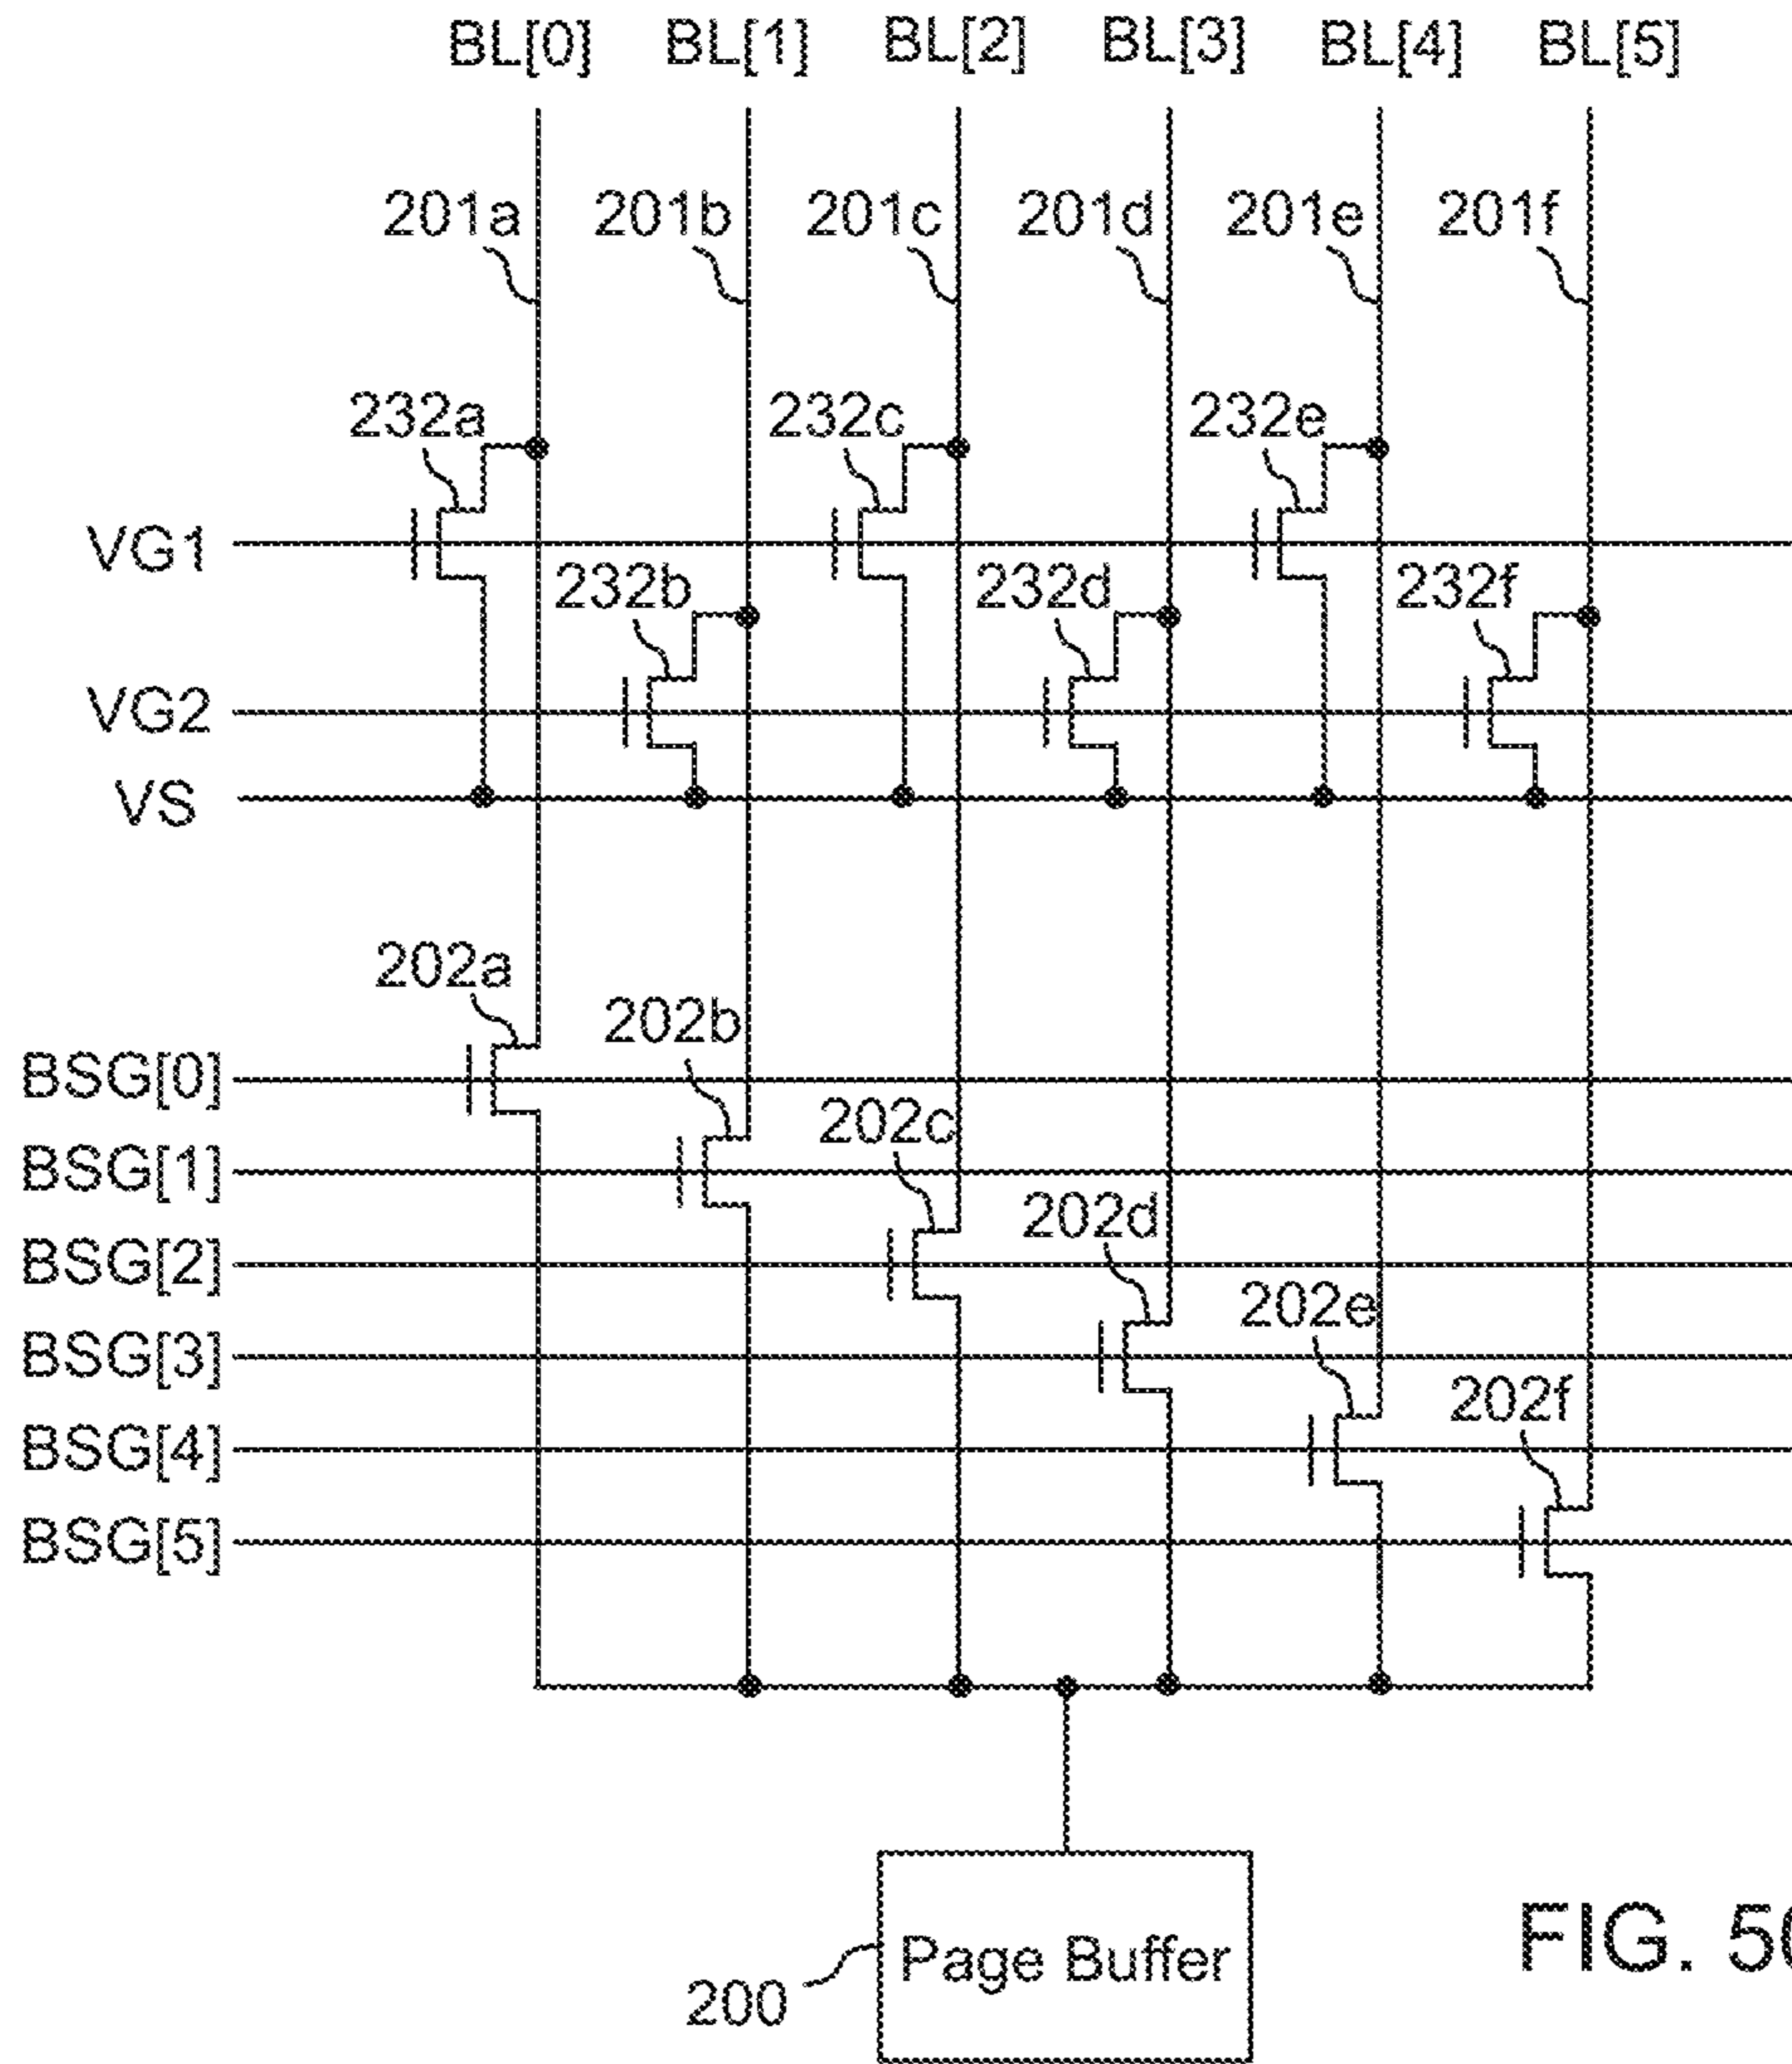 BL[0] BL[1] BL[2] BL[3] BL[4] BL[5]
201a 201b 201c 201d 201e 201f
232a 232c 232e
VG1
232b 232d 232f
VG2
VS
202a
202b
BSG[0]
202c
BSG[1]
202d
BSG[2]
202e
BSG[3]
202f
BSG[4]
BSG[5]
Page Buffer
200
FIG. 5